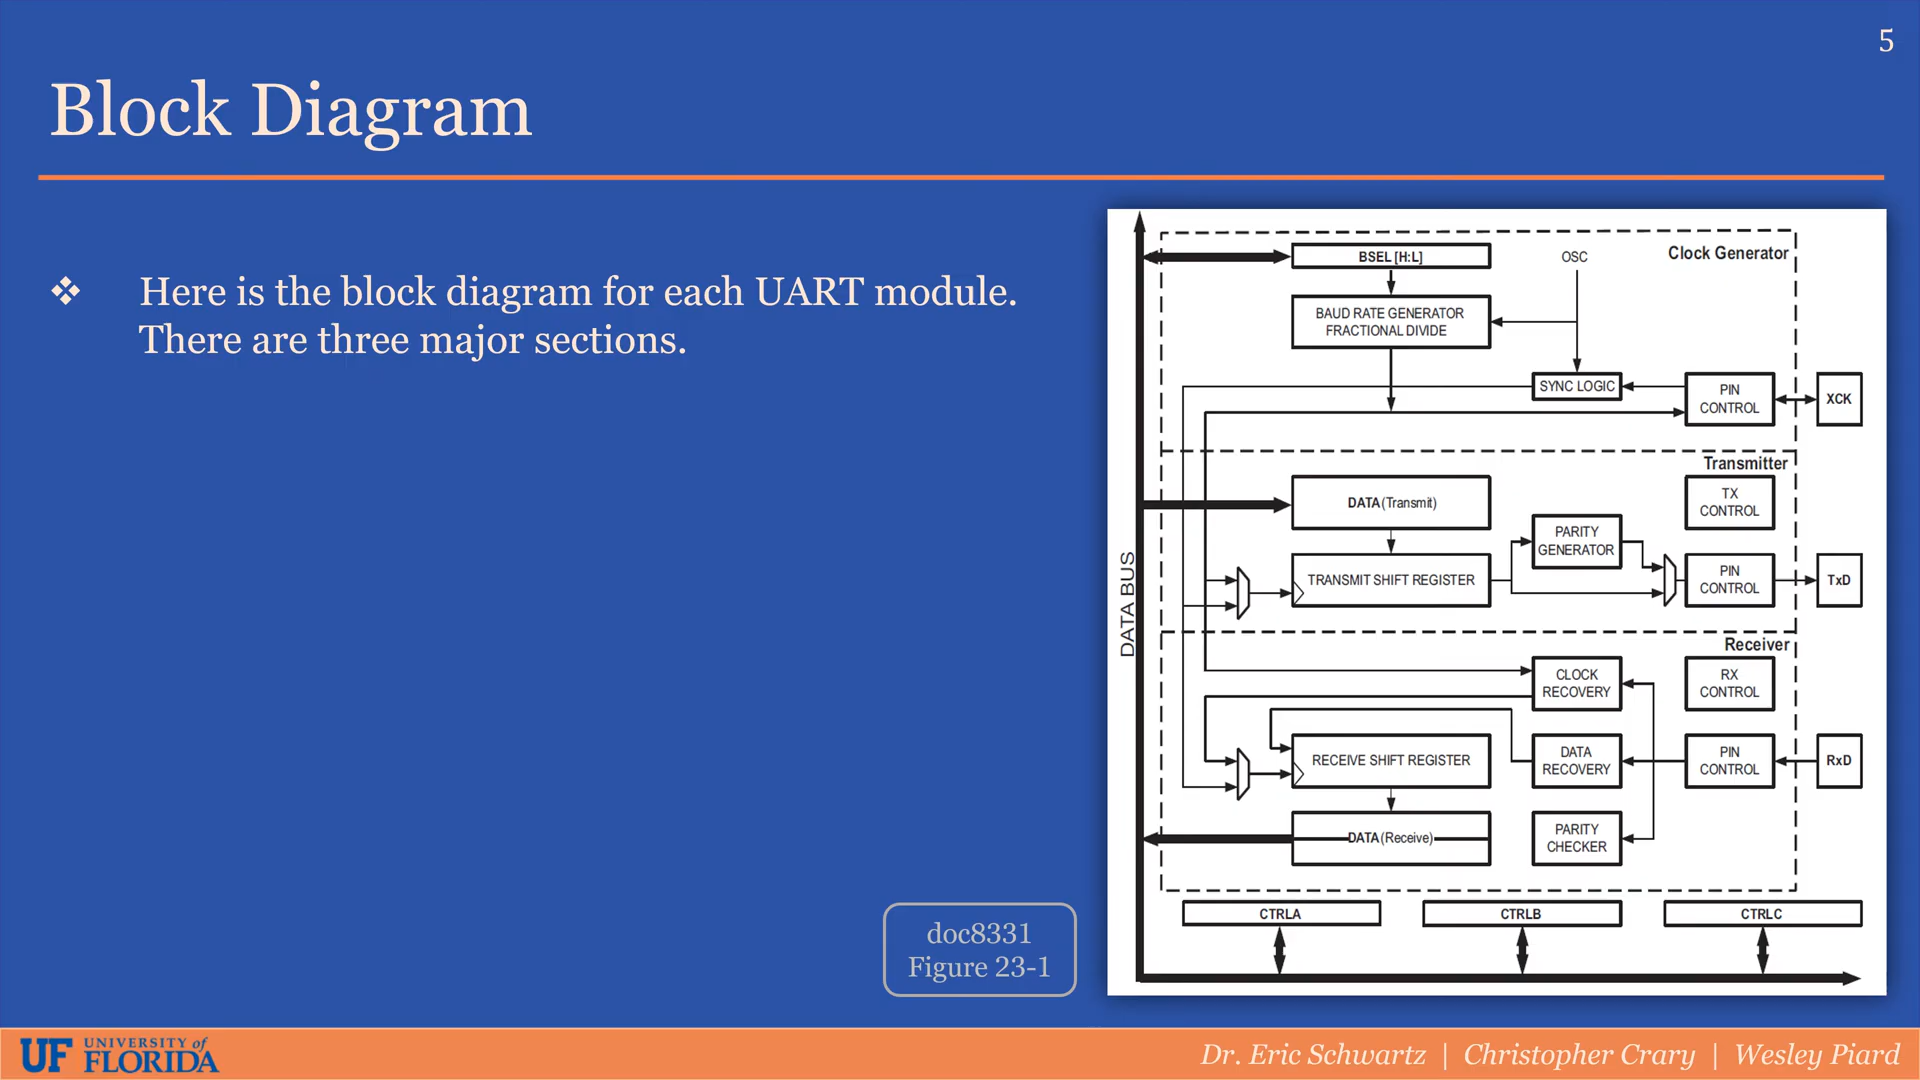 5
Block Diagram
❖ Here is the block diagram for each UART module.
There are three major sections.
doc8331
Figure 23-1
BSEL [H:L]
OSC
Clock Generator
BAUD RATE GENERATOR
FRACTIONAL DIVIDE
SYNC LOGIC
PIN
CONTROL
XCK
Transmitter
DATA (Transmit)
TX
CONTROL
PARITY
GENERATOR
TRANSMIT SHIFT REGISTER
PIN
CONTROL
TxD
DATA BUS
Receiver
CLOCK
RECOVERY
RX
CONTROL
RECEIVE SHIFT REGISTER
DATA
RECOVERY
PIN
CONTROL
RxD
DATA (Receive)
PARITY
CHECKER
CTRLA
CTRLB
CTRLC
UF UNIVERSITY of
FLORIDA
Dr. Eric Schwartz | Christopher Crary | Wesley Piard